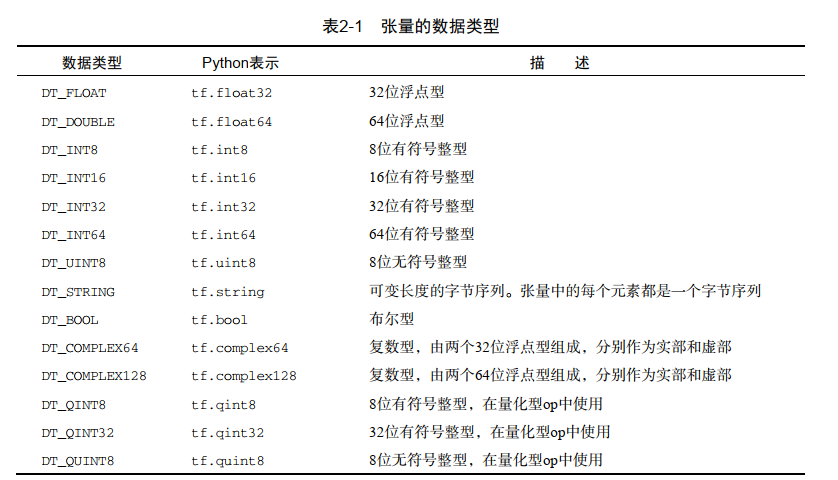 表2-1 张量的数据类型
数据类型 Python表示 描 述
DT_FLOAT tf.float32 32位浮点型
DT_DOUBLE tf.float64 64位浮点型
DT_INT8 tf.int8 8位有符号整型
DT_INT16 tf.int16 16位有符号整型
DT_INT32 tf.int32 32位有符号整型
DT_INT64 tf.int64 64位有符号整型
DT_UINT8 tf.uint8 8位无符号整型
DT_STRING tf.string 可变长度的字节序列。张量中的每个元素都是一个字节序列
DT_BOOL tf.bool 布尔型
DT_COMPLEX64 tf.complex64 复数型，由两个32位浮点型组成，分别作为实部和虚部
DT_COMPLEX128 tf.complex128 复数型，由两个64位浮点型组成，分别作为实部和虚部
DT_QINT8 tf.qint8 8位有符号整型，在量化型op中使用
DT_QINT32 tf.qint32 32位有符号整型，在量化型op中使用
DT_QUINT8 tf.quint8 8位无符号整型，在量化型op中使用